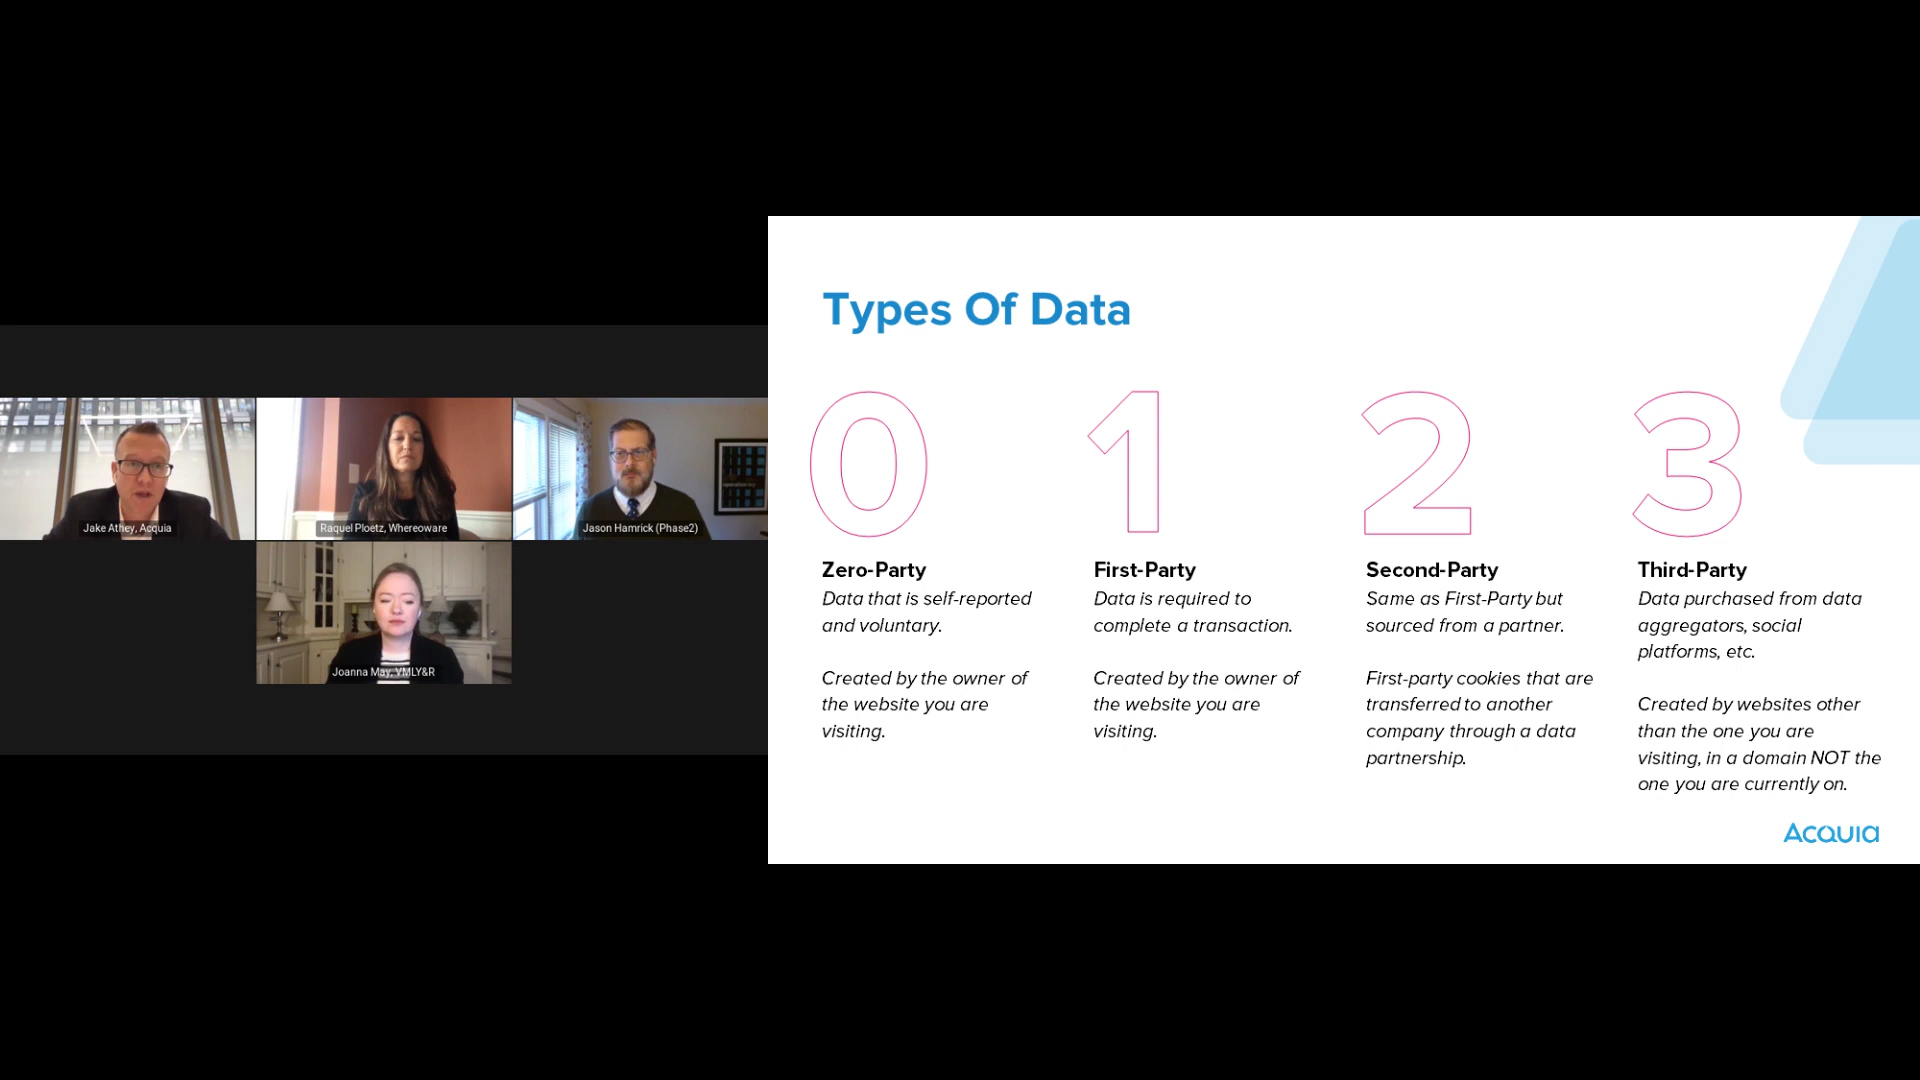 Jake Athey, Acquia
Raquel Ploetz, Whereoware
Jason Hamrick (Phase2)
Joanna May, VMLY&R
Types Of Data
0
1
2
3
Zero-Party
Data that is self-reported
and voluntary.
Created by the owner of
the website you are
visiting.
First-Party
Data is required to
complete a transaction.
Created by the owner of
the website you are
visiting.
Second-Party
Same as First-Party but
sourced from a partner.
First-party cookies that are
transferred to another
company through a data
partnership.
Third-Party
Data purchased from data
aggregators, social
platforms, etc.
Created by websites other
than the one you are
visiting, in a domain NOT the
one you are currently on.
Acquia